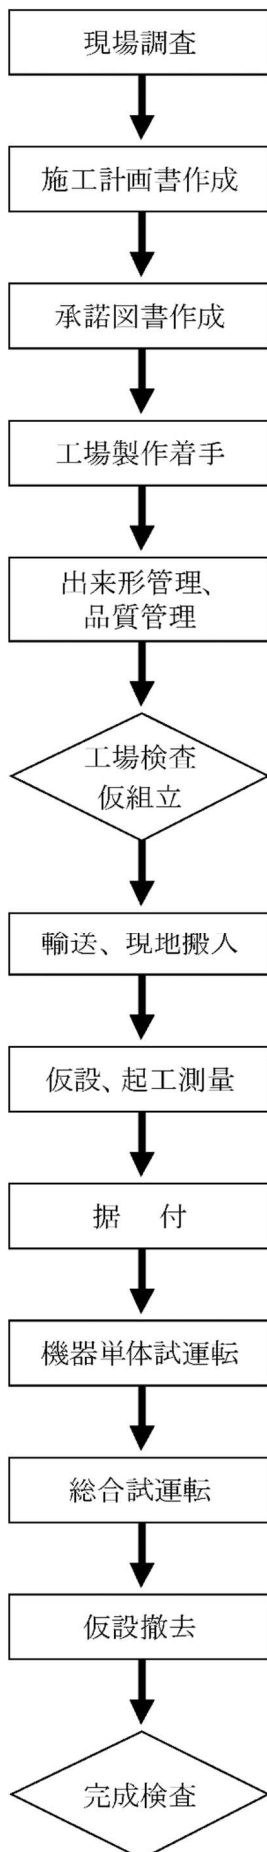 現場調査
施工計画書作成
承諾図書作成
工場製作着手
出来形管理、
品質管理
工場検査
仮組立
輸送、現地搬入
仮設、起工測量
据 付
機器単体試運転
総合試運転
仮設撤去
完成検査